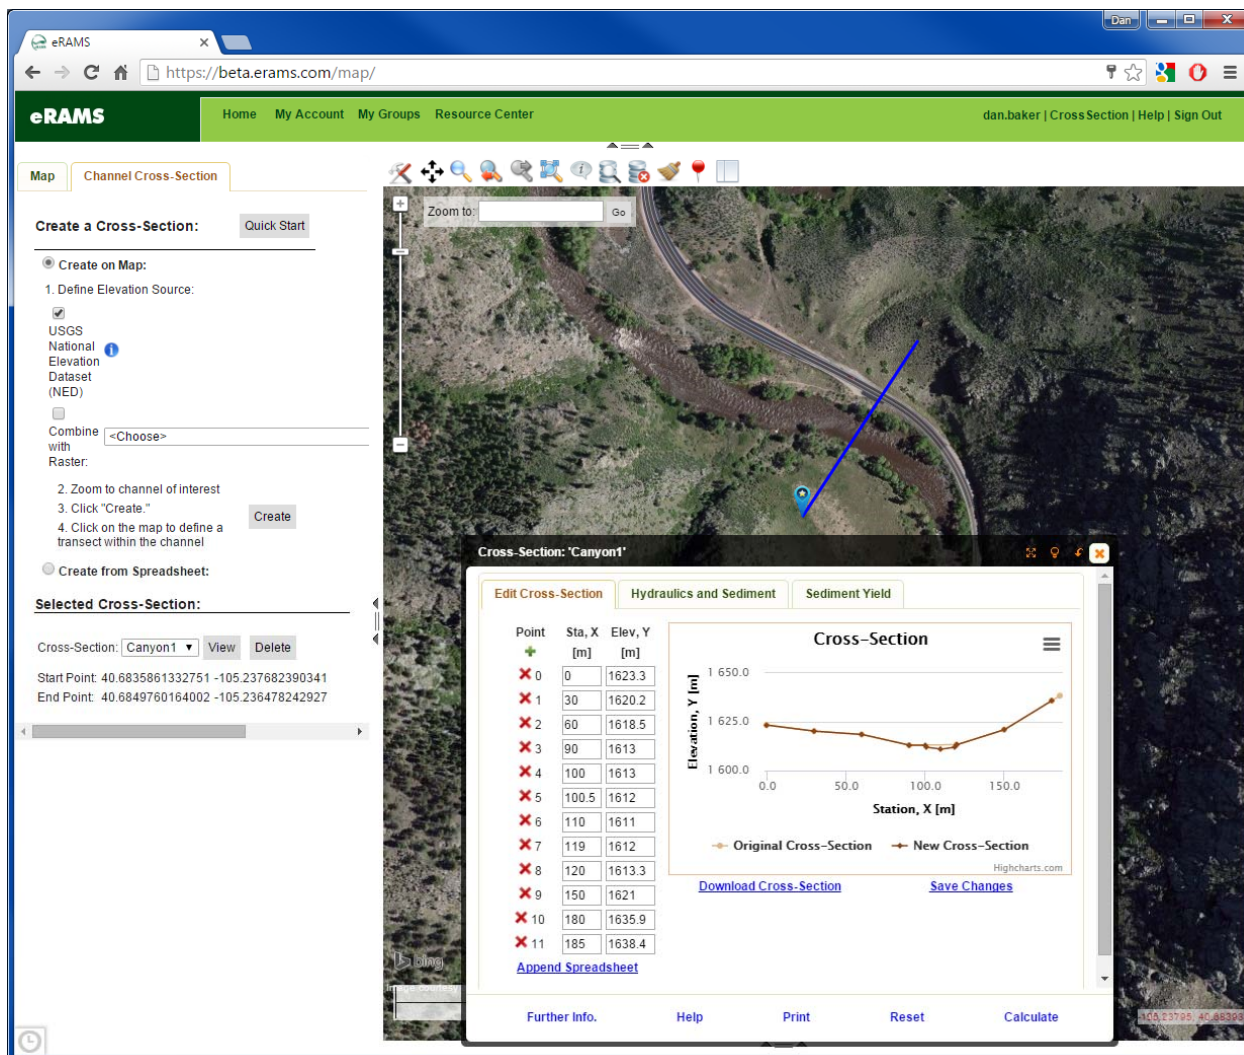 Dan
eRAMS
https://beta.erams.com/map/
eRAMS
Home My Account My Groups Resource Center
dan.baker | CrossSection | Help | Sign Out
Map Channel Cross-Section
Create a Cross-Section: Quick Start
Create on Map:
1. Define Elevation Source:
USGS
National
Elevation
Dataset
(NED)
Combine
with
Raster:
<Choose>
2. Zoom to channel of interest
3. Click "Create."
4. Click on the map to define a
transect within the channel
Create
Create from Spreadsheet:
Selected Cross-Section:
Cross-Section: Canyon1 View Delete
Start Point: 40.6835861332751 -105.237682390341
End Point: 40.6849760164002 -105.236478242927
Zoom to: Go
Cross-Section: 'Canyon1'
Edit Cross-Section Hydraulics and Sediment Sediment Yield
Point Sta, X Elev, Y
[m] [m]
0 0 1623.3
1 30 1620.2
2 60 1618.5
3 90 1613
4 100 1613
5 100.5 1612
6 110 1611
7 119 1612
8 120 1613.3
9 150 1621
10 180 1635.9
11 185 1638.4
Append Spreadsheet
Cross-Section
Elevation, Y [m]
1 650.0
1 625.0
1 600.0
0.0 50.0 100.0 150.0
Station, X [m]
Original Cross-Section New Cross-Section
Highcharts.com
Download Cross-Section Save Changes
Further Info. Help Print Reset Calculate
bing
Image courtesy